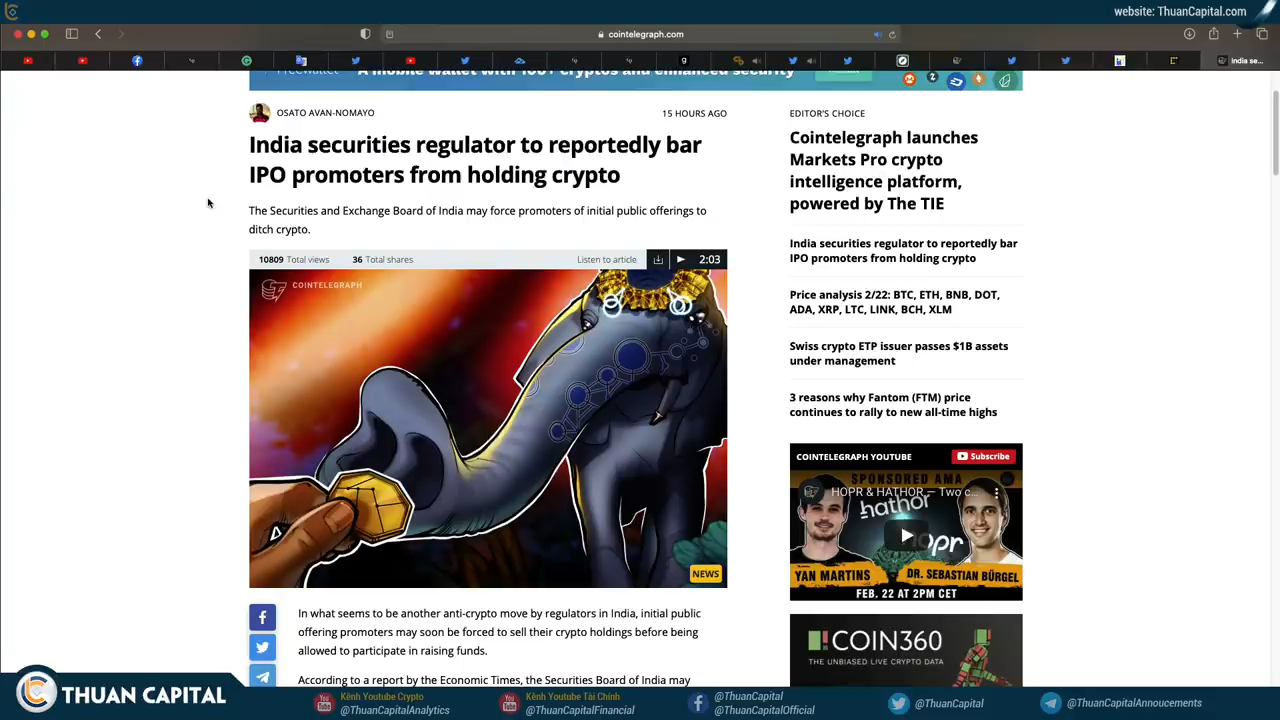 website: ThuanCapital.com
cointelegraph.com
India se...
A mobile wallet with 100+ cryptos and enhanced security
OSATO AVAN-NOMAYO
15 HOURS AGO
India securities regulator to reportedly bar
IPO promoters from holding crypto
The Securities and Exchange Board of India may force promoters of initial public offerings to
ditch crypto.
10809 Total views
36 Total shares
Listen to article
2:03
COINTELEGRAPH
NEWS
In what seems to be another anti-crypto move by regulators in India, initial public
offering promoters may soon be forced to sell their crypto holdings before being
allowed to participate in raising funds.
According to a report by the Economic Times, the Securities Board of India may
EDITOR'S CHOICE
Cointelegraph launches
Markets Pro crypto
intelligence platform,
powered by The TIE
India securities regulator to reportedly bar
IPO promoters from holding crypto
Price analysis 2/22: BTC, ETH, BNB, DOT,
ADA, XRP, LTC, LINK, BCH, XLM
Swiss crypto ETP issuer passes $1B assets
under management
3 reasons why Fantom (FTM) price
continues to rally to new all-time highs
COINTELEGRAPH YOUTUBE
Subscribe
SPONSORED AMA
HOPR & HATHOR — Two c...
hathor
hopr
YAN MARTINS
DR. SEBASTIAN BÜRGEL
FEB. 22 AT 2PM CET
COIN360
THE UNBIASED LIVE CRYPTO DATA
THUAN CAPITAL
Kênh Youtube Crypto
@ThuanCapitalAnalytics
Kênh Youtube Tài Chính
@ThuanCapitalFinancial
@ThuanCapital
@ThuanCapitalOfficial
@ThuanCapital
@ThuanCapitalAnnoucements